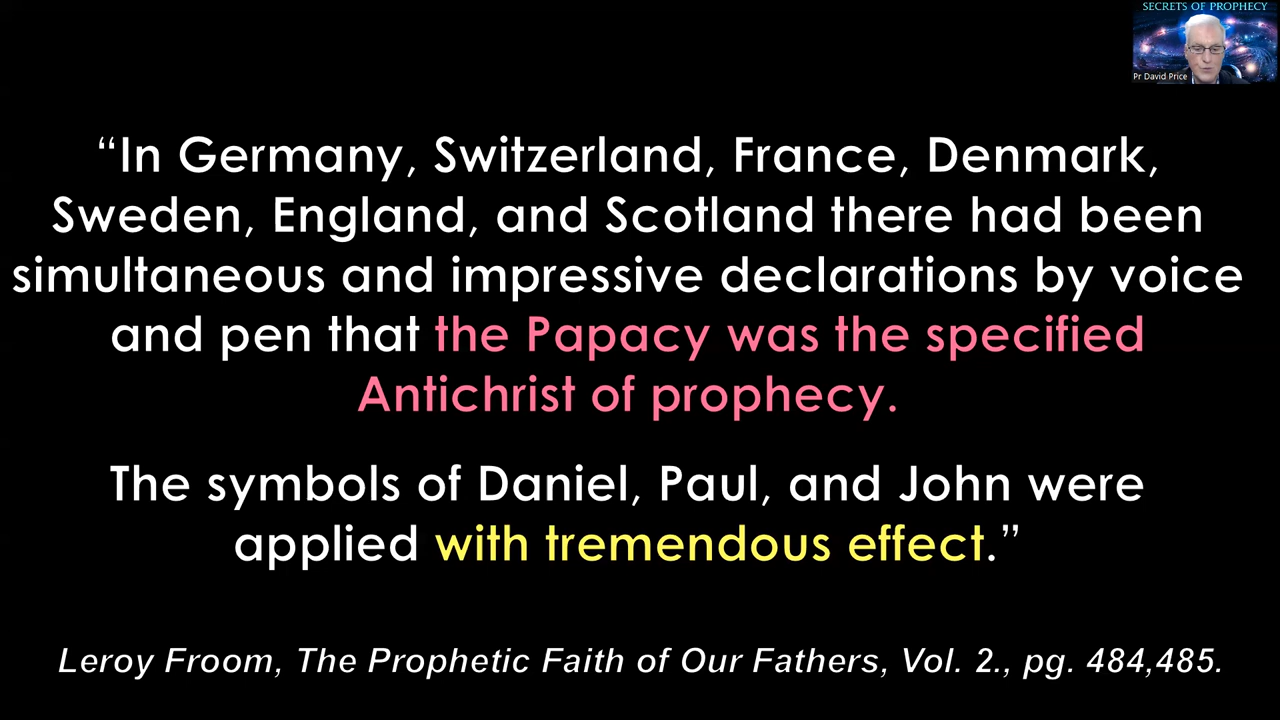 SECRETS OF PROPHECY
Pr David Price
“In Germany, Switzerland, France, Denmark,
Sweden, England, and Scotland there had been
simultaneous and impressive declarations by voice
and pen that the Papacy was the specified
Antichrist of prophecy.
The symbols of Daniel, Paul, and John were
applied with tremendous effect.”
Leroy Froom, The Prophetic Faith of Our Fathers, Vol. 2., pg. 484,485.